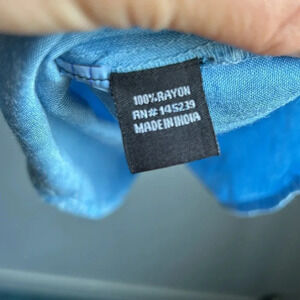 100% RAYON
RN# 145239
MADE IN INDIA